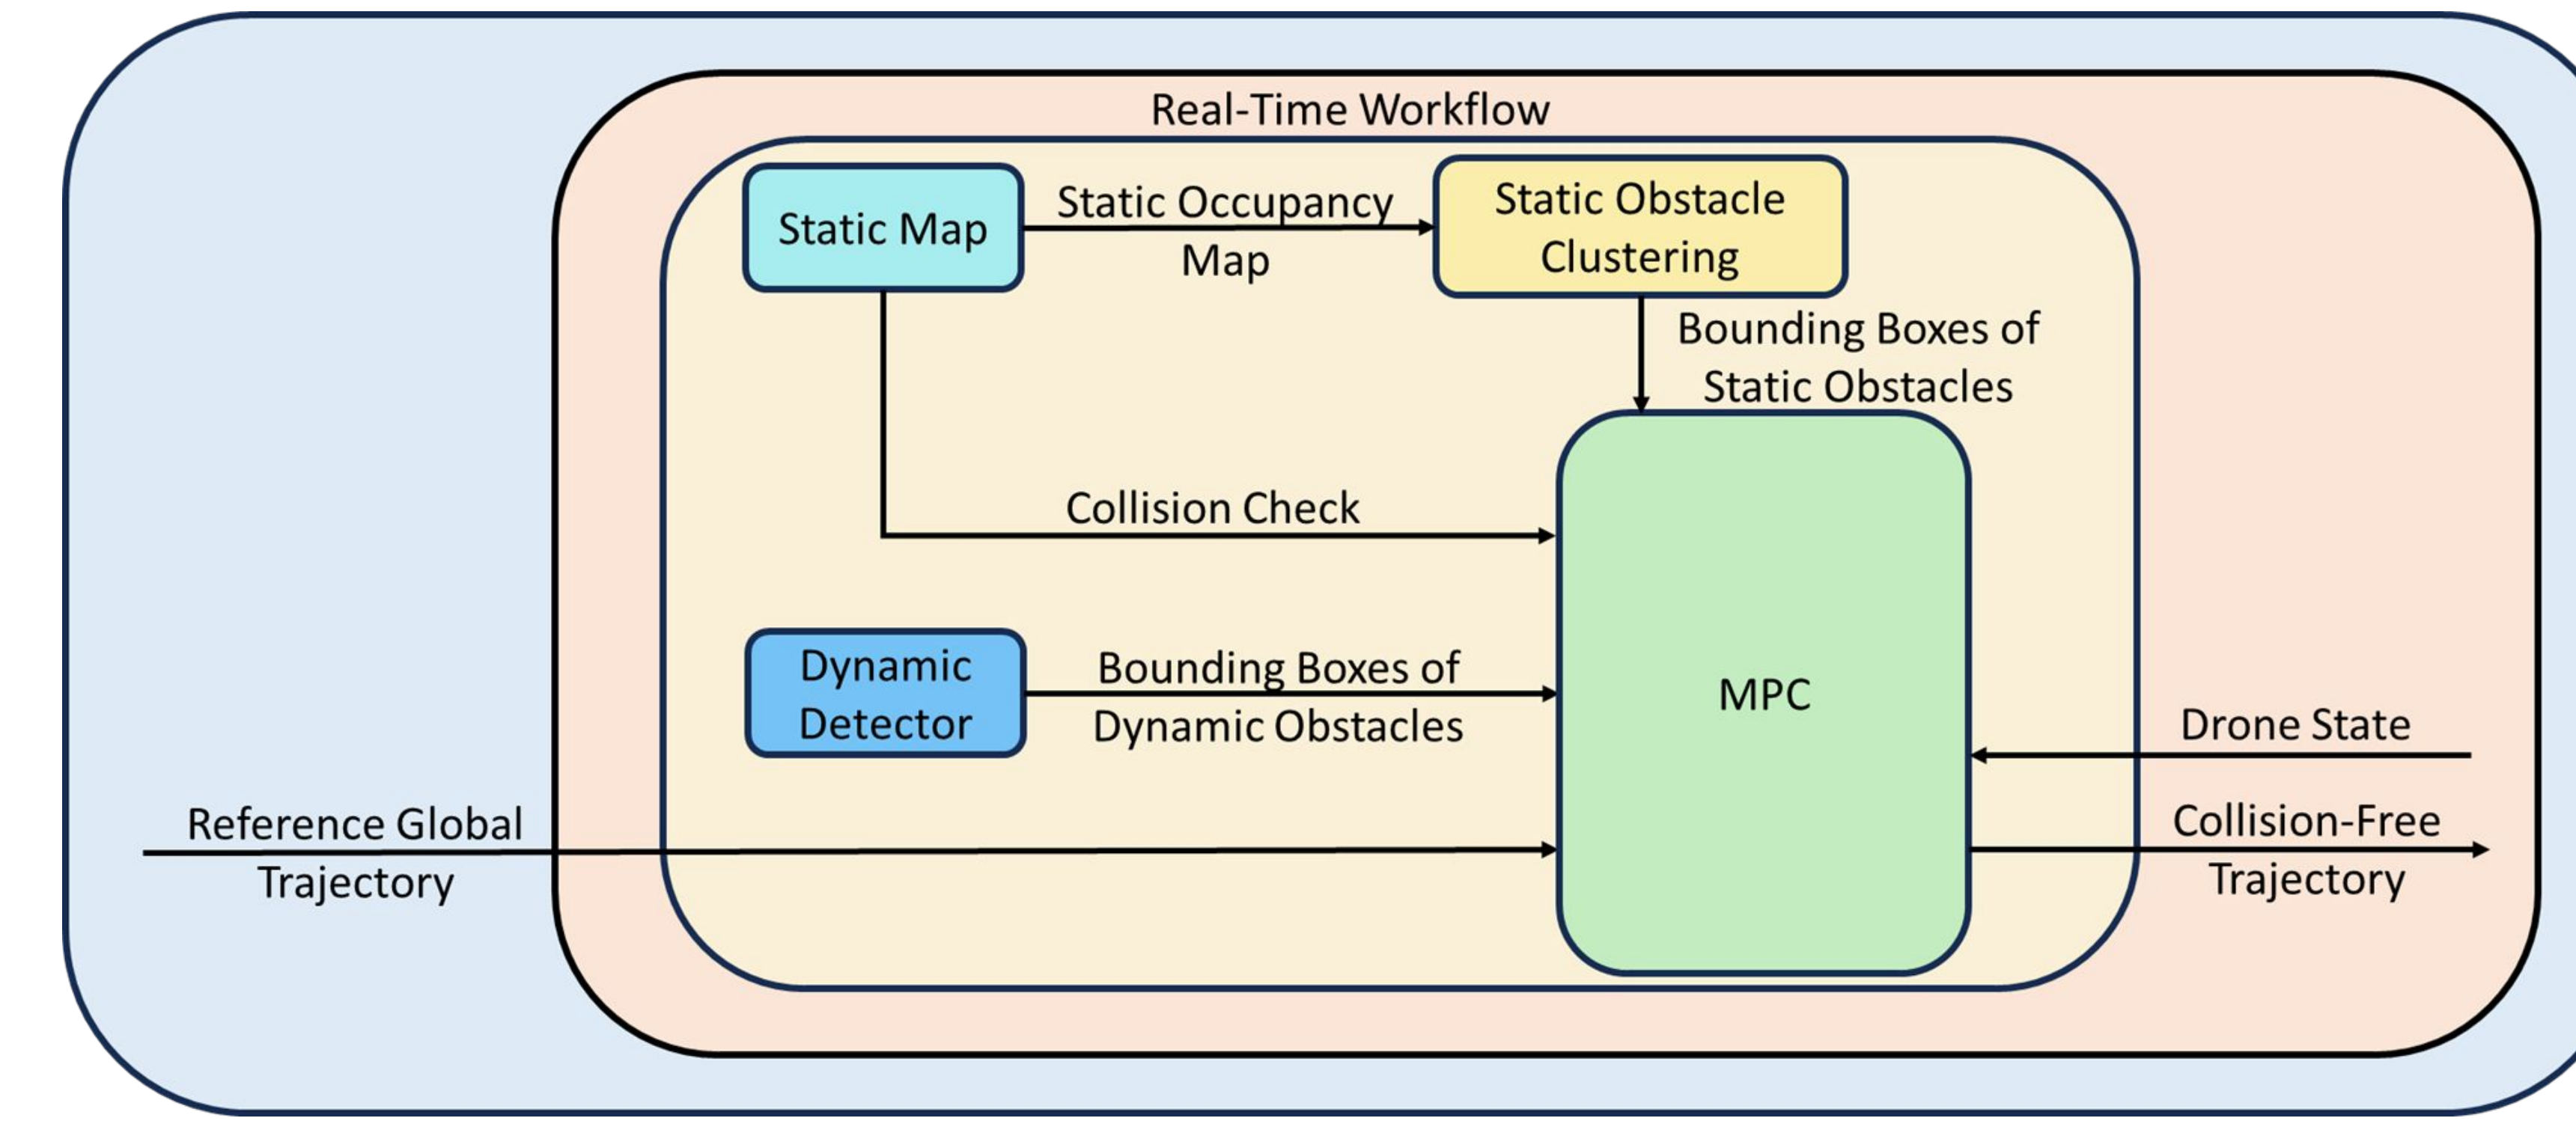 Real-Time Workflow
Static Map
Static Occupancy
Map
Static Obstacle
Clustering
Bounding Boxes of
Static Obstacles
Collision Check
Dynamic
Detector
Bounding Boxes of
Dynamic Obstacles
MPC
Drone State
Reference Global
Trajectory
Collision-Free
Trajectory